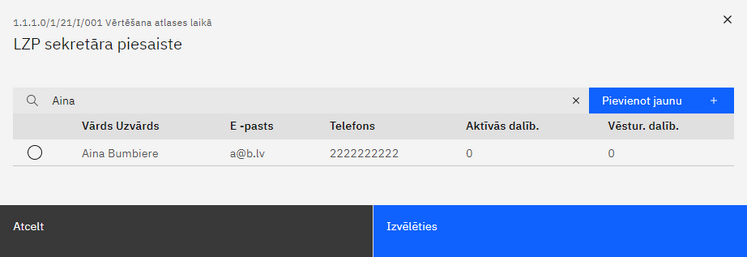 1.1.1.0/1/21/I/001 Vērtēšana atlases laikā
LZP sekretāra piesaiste
Aina
Pievienot jaunu +
Vārds Uzvārds E -pasts Telefons Aktīvās dalīb. Vēstur. dalīb.
Aina Bumbiere a@b.lv 2222222222 0 0
Atcelt Izvēlēties